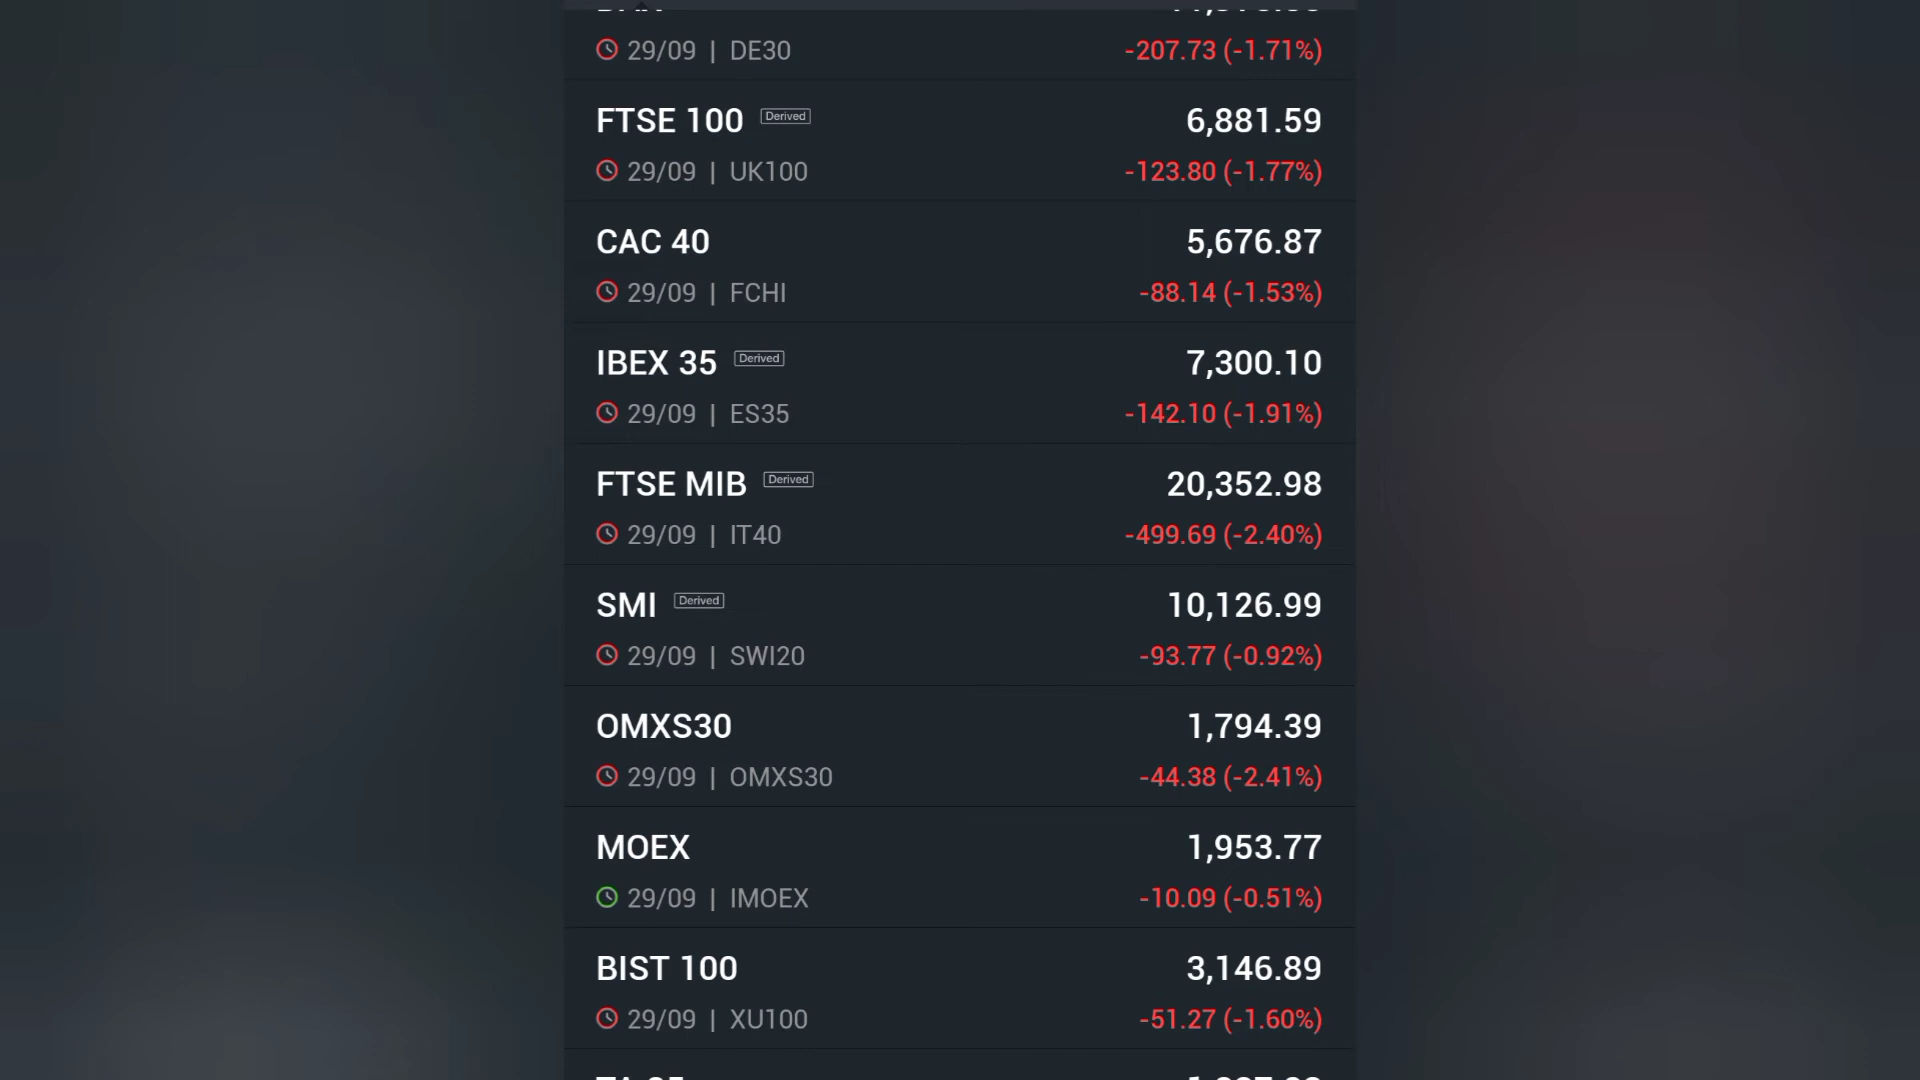 29/09 | DE30 -207.73 (-1.71%)
FTSE 100 Derived 6,881.59
29/09 | UK100 -123.80 (-1.77%)
CAC 40 5,676.87
29/09 | FCHI -88.14 (-1.53%)
IBEX 35 Derived 7,300.10
29/09 | ES35 -142.10 (-1.91%)
FTSE MIB Derived 20,352.98
29/09 | IT40 -499.69 (-2.40%)
SMI Derived 10,126.99
29/09 | SWI20 -93.77 (-0.92%)
OMXS30 1,794.39
29/09 | OMXS30 -44.38 (-2.41%)
MOEX 1,953.77
29/09 | IMOEX -10.09 (-0.51%)
BIST 100 3,146.89
29/09 | XU100 -51.27 (-1.60%)